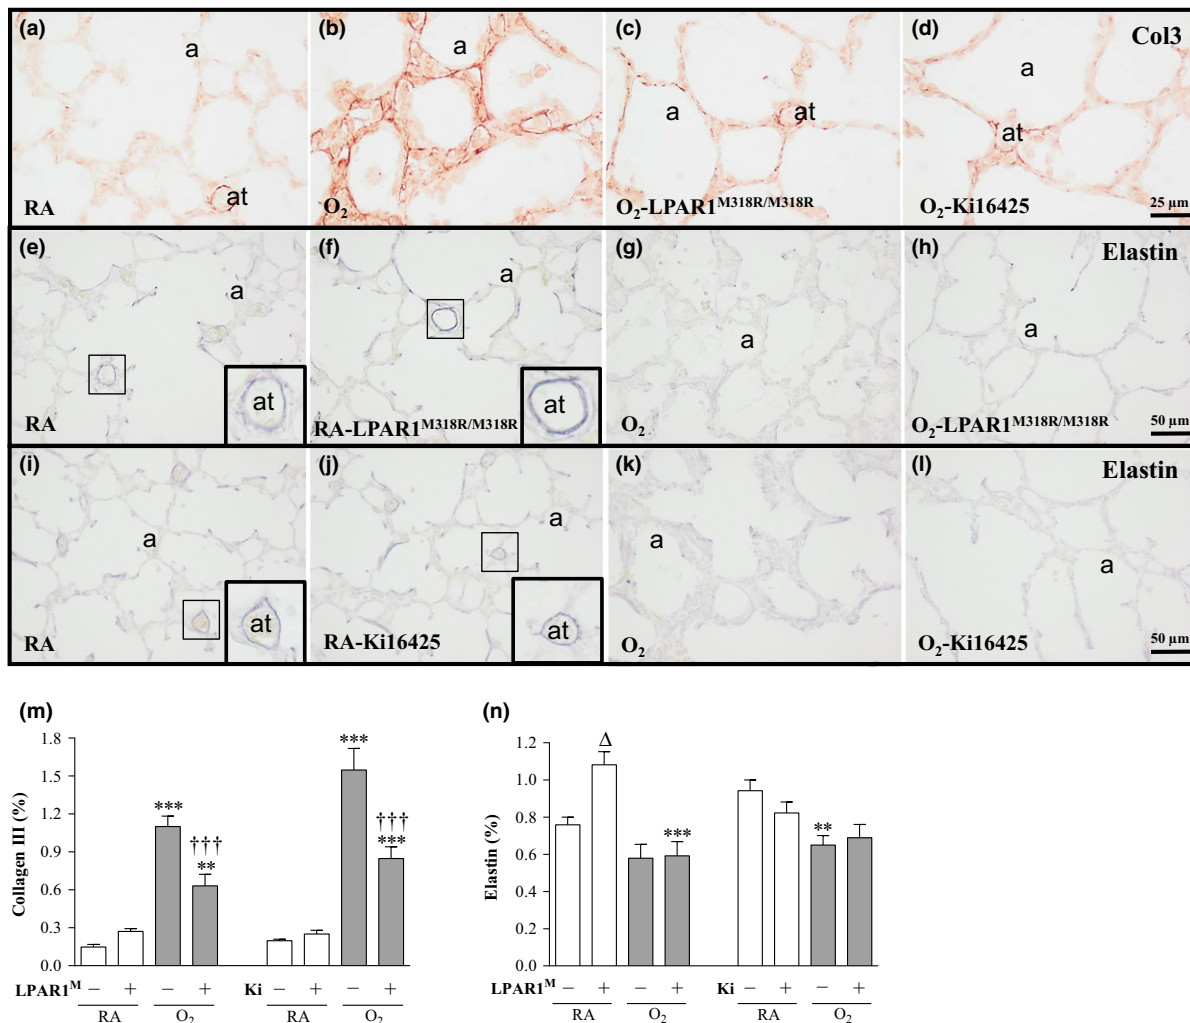 (a) (b) (c) (d) Col3
a a a a
at at at
RA O₂ O₂-LPAR1ᴹ³¹⁸ᴿ/ᴹ³¹⁸ᴿ O₂-Ki16425 25 µm
(e) (f) (g) (h) Elastin
a a a a
at at
RA RA-LPAR1ᴹ³¹⁸ᴿ/ᴹ³¹⁸ᴿ O₂ O₂-LPAR1ᴹ³¹⁸ᴿ/ᴹ³¹⁸ᴿ 50 µm
(i) (j) (k) (l) Elastin
a a a a
at at
RA RA-Ki16425 O₂ O₂-Ki16425 50 µm
(m)
Collagen III (%)
1.8
1.5
1.2
0.9
0.6
0.3
0.0
*** ††† ** *** ††† ***
LPAR1ᴹ − + − + Ki − + − +
RA O₂ RA O₂
(n)
Elastin (%)
1.2
1.0
0.8
0.6
0.4
0.2
0.0
Δ *** **
LPAR1ᴹ − + − + Ki − + − +
RA O₂ RA O₂